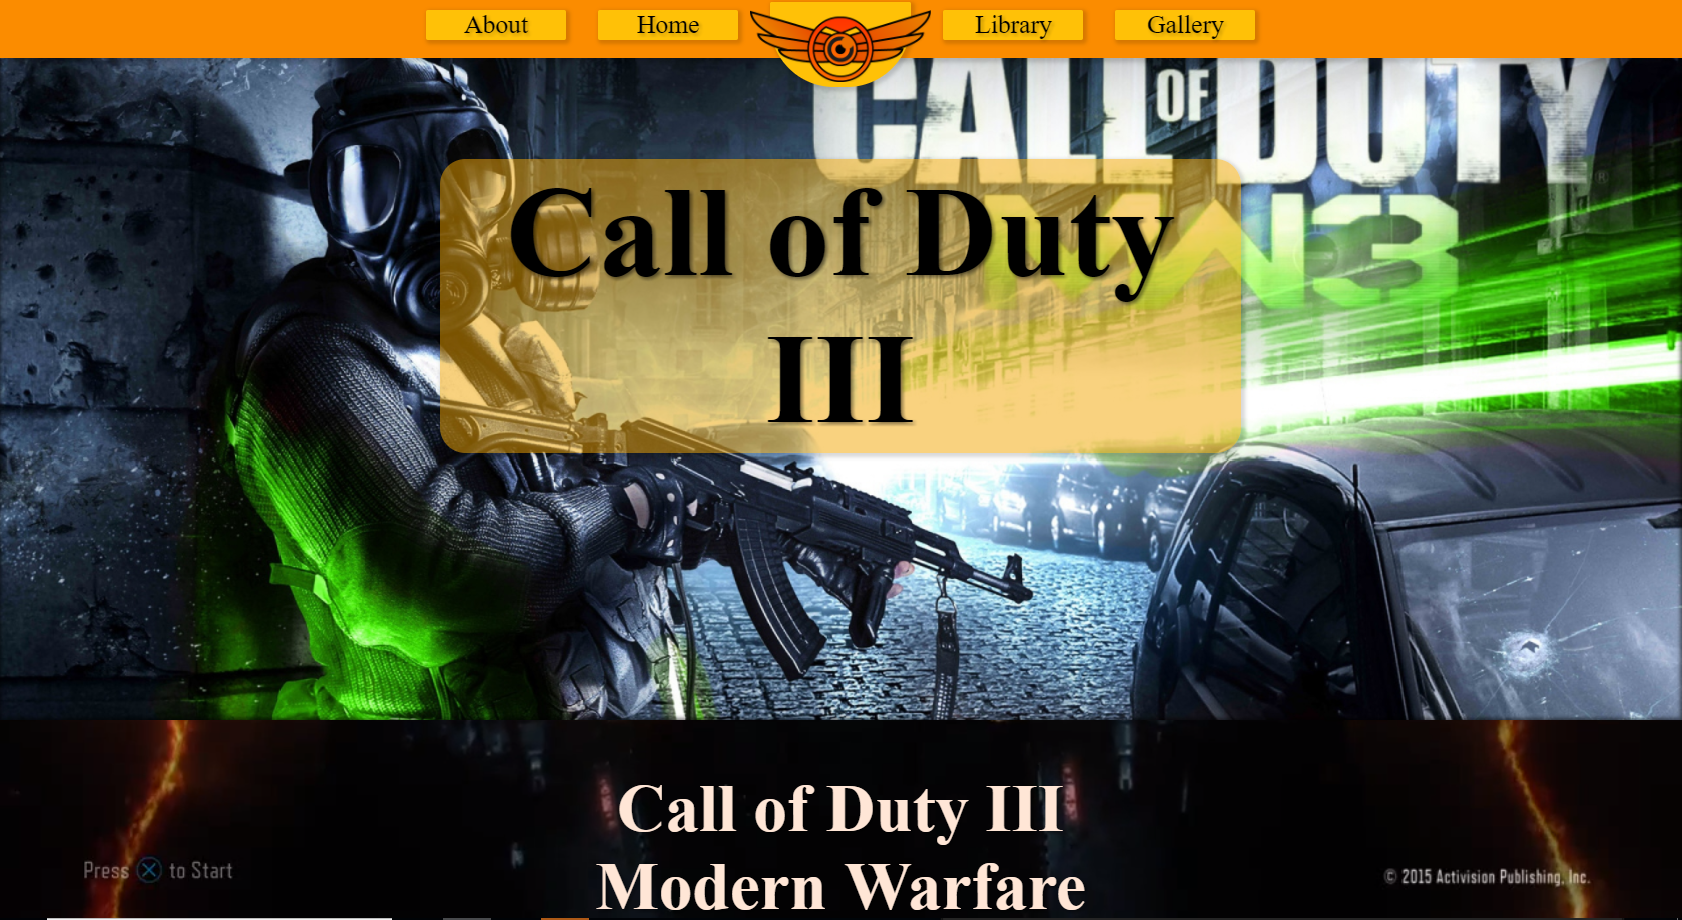 About
Home
Library
Gallery
CALL OF DUTY
®
MW3
Call of Duty
III
Call of Duty III
Modern Warfare
Press ⓧ to Start
© 2015 Activision Publishing, Inc.